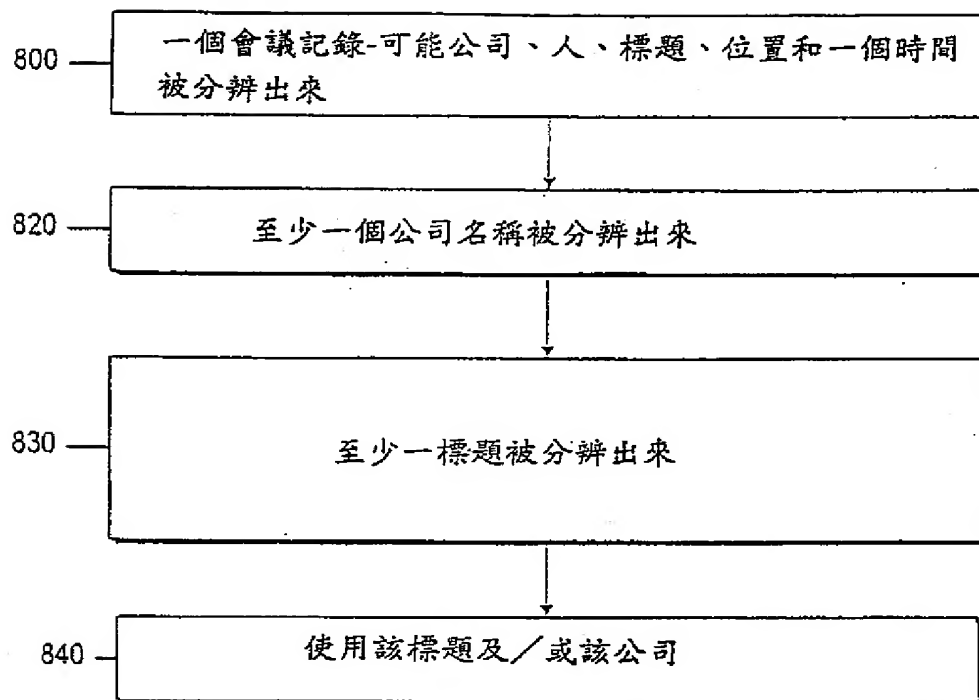 800
一個會議記錄-可能公司、人、標題、位置和一個時間
被分辨出來
820
至少一個公司名稱被分辨出來
830
至少一標題被分辨出來
840
使用該標題及／或該公司